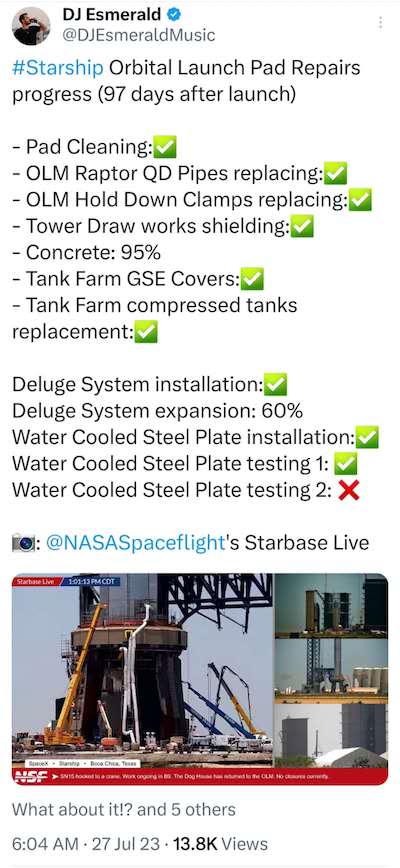 DJ Esmerald
@DJEsmeraldMusic
#Starship Orbital Launch Pad Repairs
progress (97 days after launch)
- Pad Cleaning:✅
- OLM Raptor QD Pipes replacing:✅
- OLM Hold Down Clamps replacing:✅
- Tower Draw works shielding:✅
- Concrete: 95%
- Tank Farm GSE Covers:✅
- Tank Farm compressed tanks
replacement:✅
Deluge System installation:✅
Deluge System expansion: 60%
Water Cooled Steel Plate installation:✅
Water Cooled Steel Plate testing 1: ✅
Water Cooled Steel Plate testing 2: ❌
📷: @NASASpaceflight's Starbase Live
Starbase Live / 1:01:13 PM CDT
SpaceX • Starship • Boca Chica, Texas
NSF ➤ SN15 hooked to a crane. Work ongoing in B9. The Dog House has returned to the OLM. No closures currently.
What about it!? and 5 others
6:04 AM · 27 Jul 23 · 13.8K Views